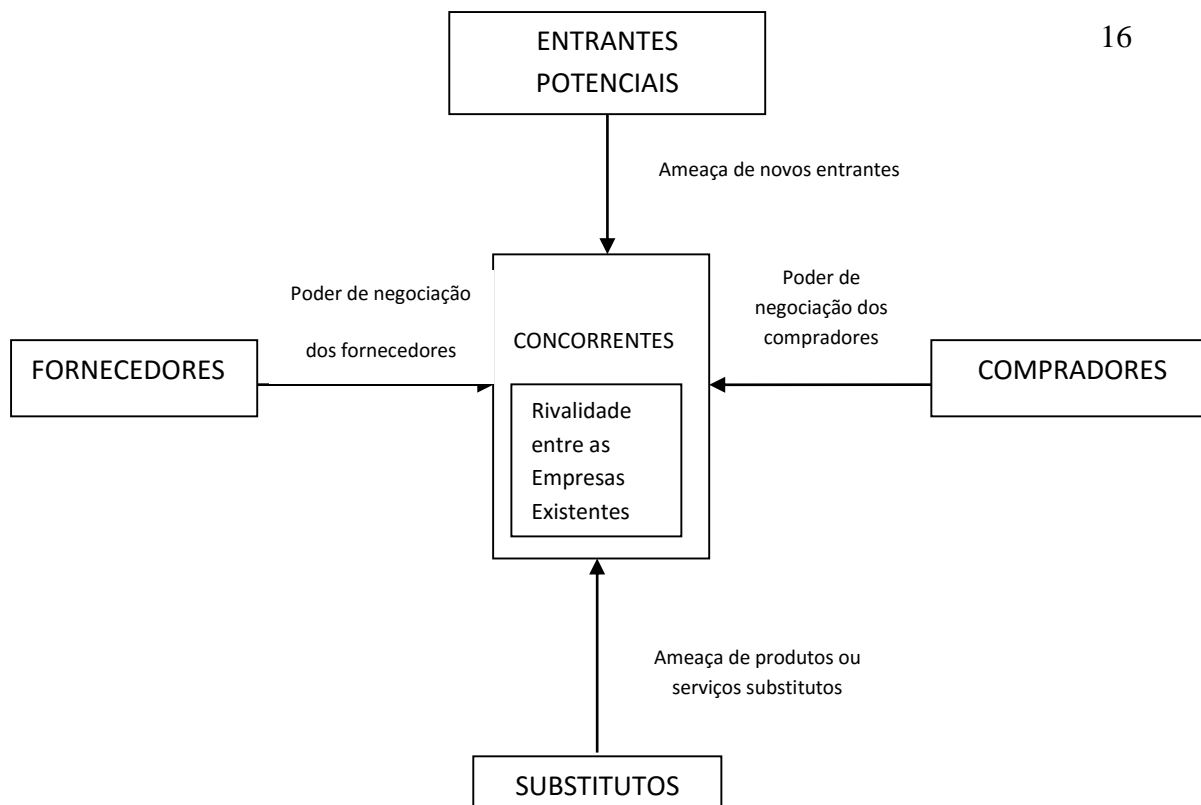 16
ENTRANTES
POTENCIAIS
Ameaça de novos entrantes
Poder de negociação
dos fornecedores
Poder de
negociação dos
compradores
FORNECEDORES
CONCORRENTES
COMPRADORES
Rivalidade
entre as
Empresas
Existentes
Ameaça de produtos ou
serviços substitutos
SUBSTITUTOS